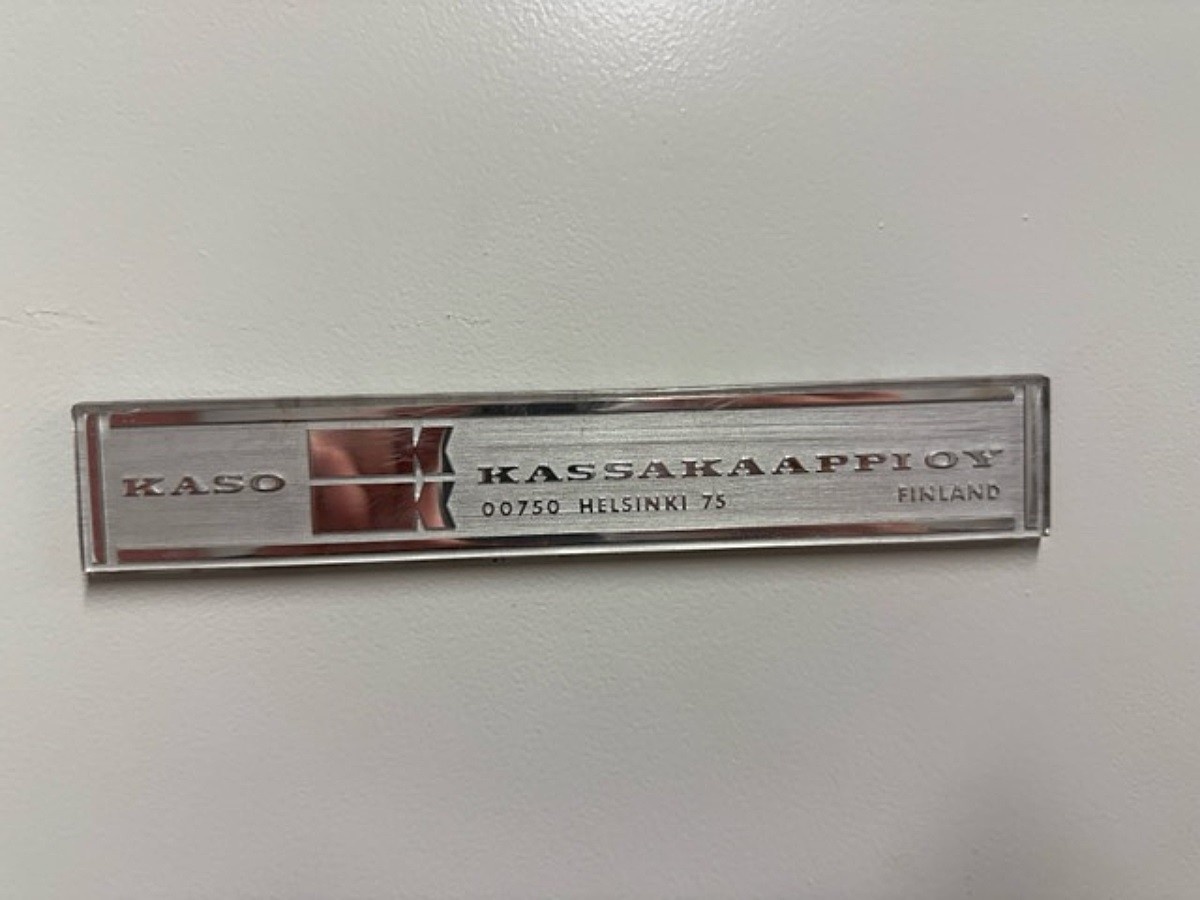 KASO
KASSAKAAPPI OY
00750 HELSINKI 75
FINLAND